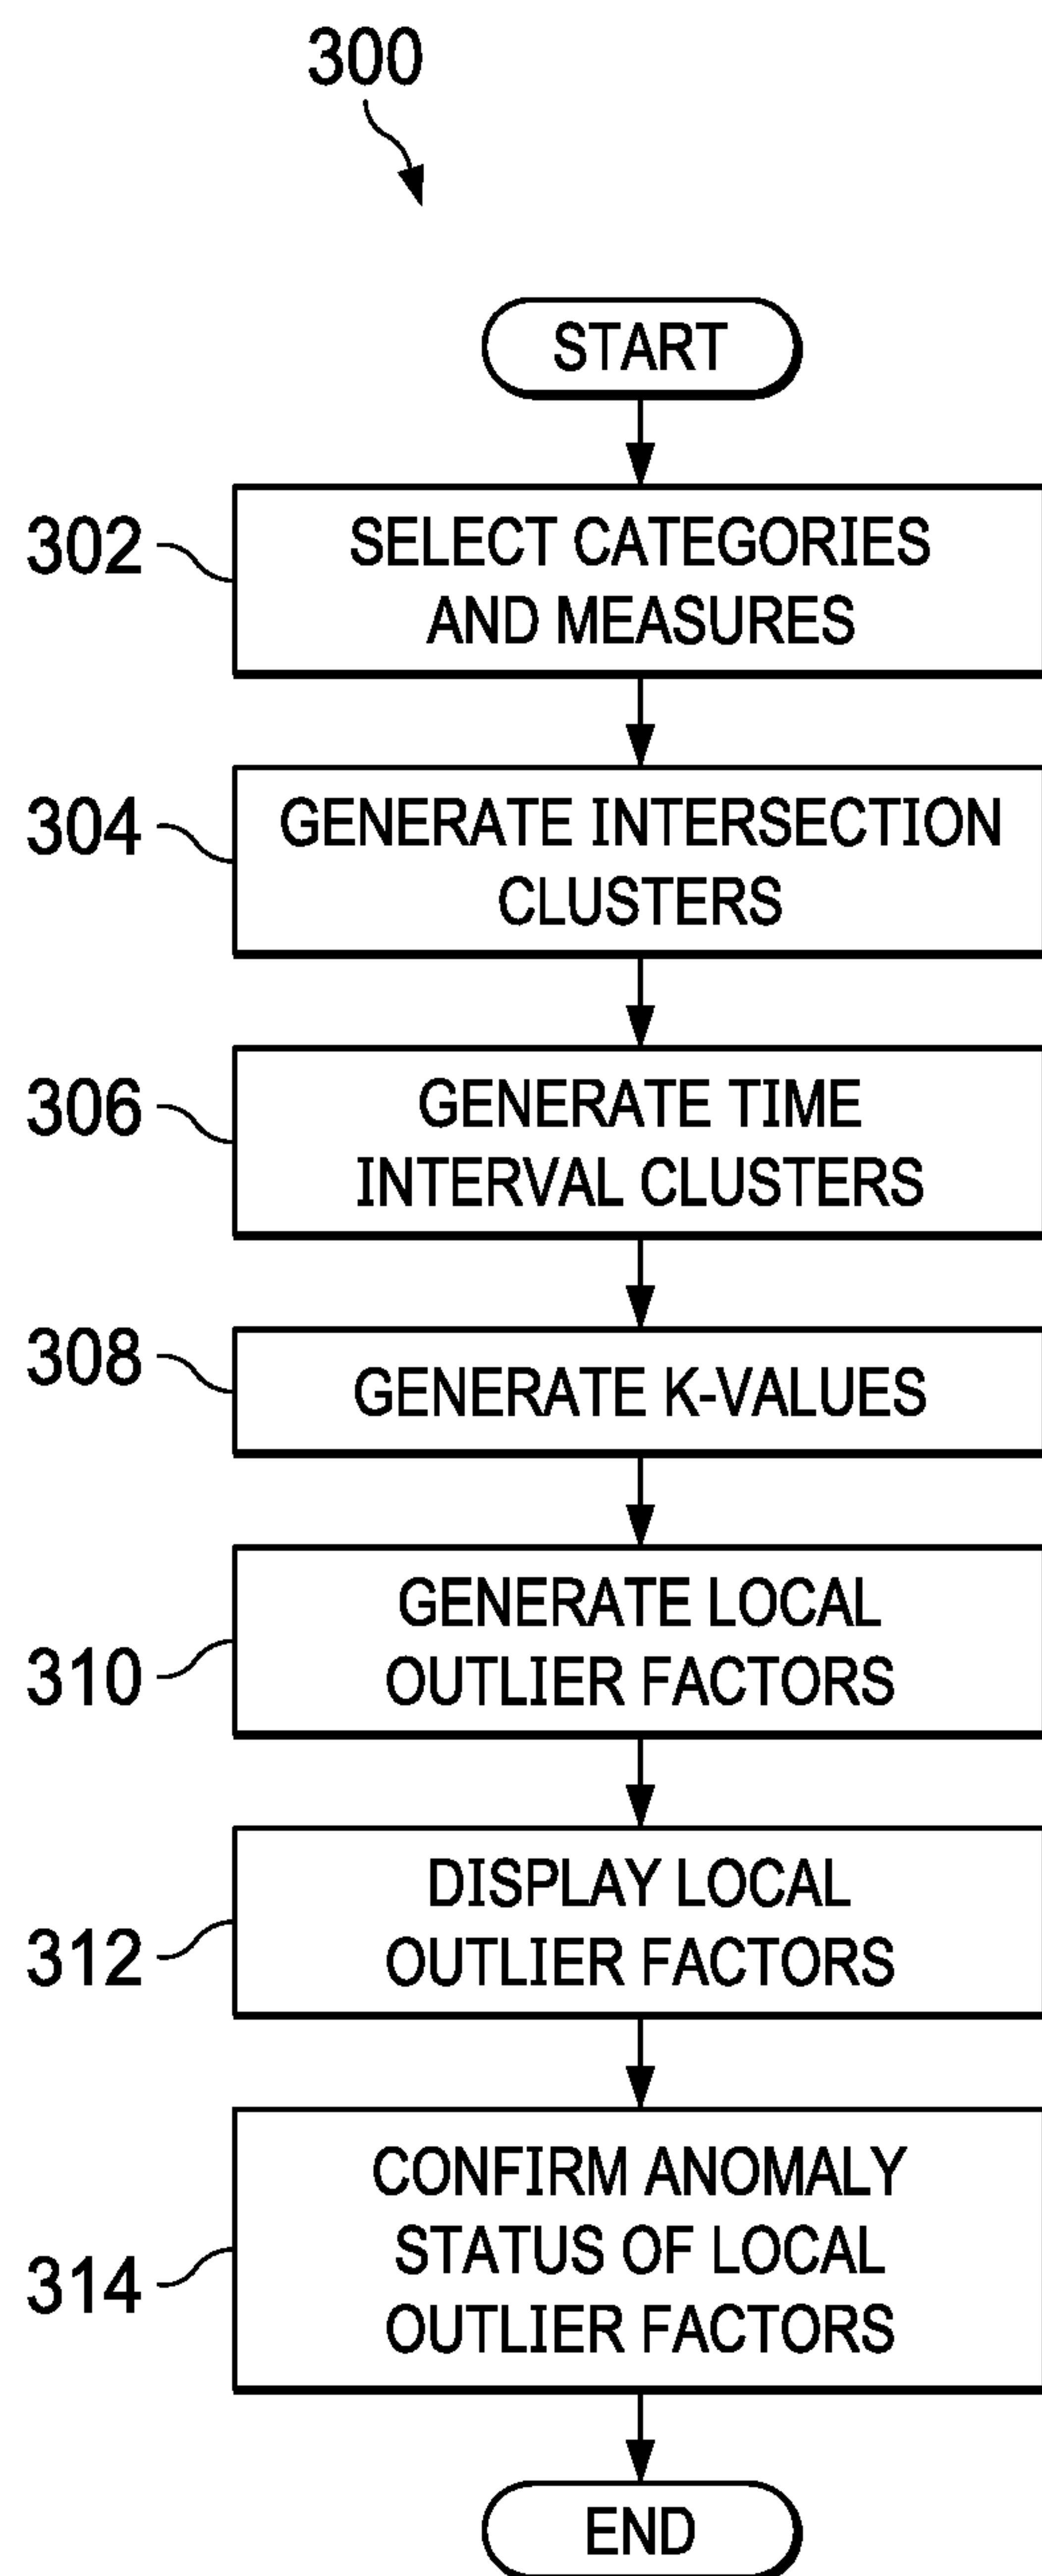 300
START
302
SELECT CATEGORIES
AND MEASURES
304
GENERATE INTERSECTION
CLUSTERS
306
GENERATE TIME
INTERVAL CLUSTERS
308
GENERATE K-VALUES
310
GENERATE LOCAL
OUTLIER FACTORS
312
DISPLAY LOCAL
OUTLIER FACTORS
314
CONFIRM ANOMALY
STATUS OF LOCAL
OUTLIER FACTORS
END